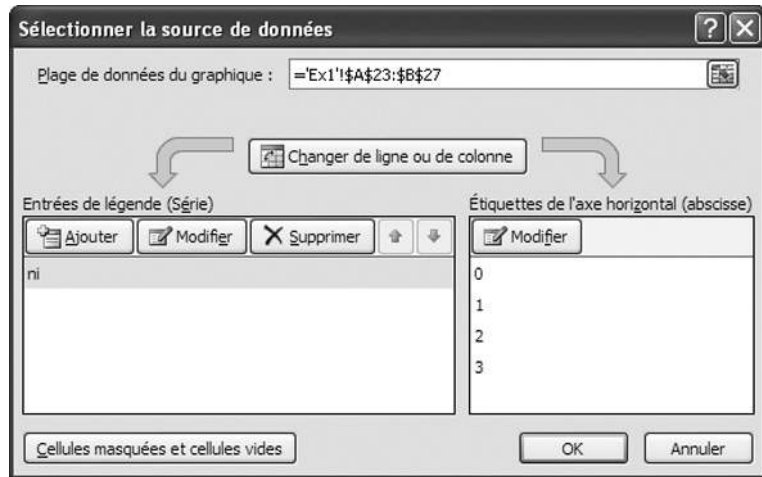 Sélectionner la source de données
Plage de données du graphique : ='Ex1'!$A$23:$B$27
Changer de ligne ou de colonne
Entrées de légende (Série)
Ajouter Modifier Supprimer
ni
Étiquettes de l'axe horizontal (abscisse)
Modifier
0
1
2
3
Cellules masquées et cellules vides
OK Annuler